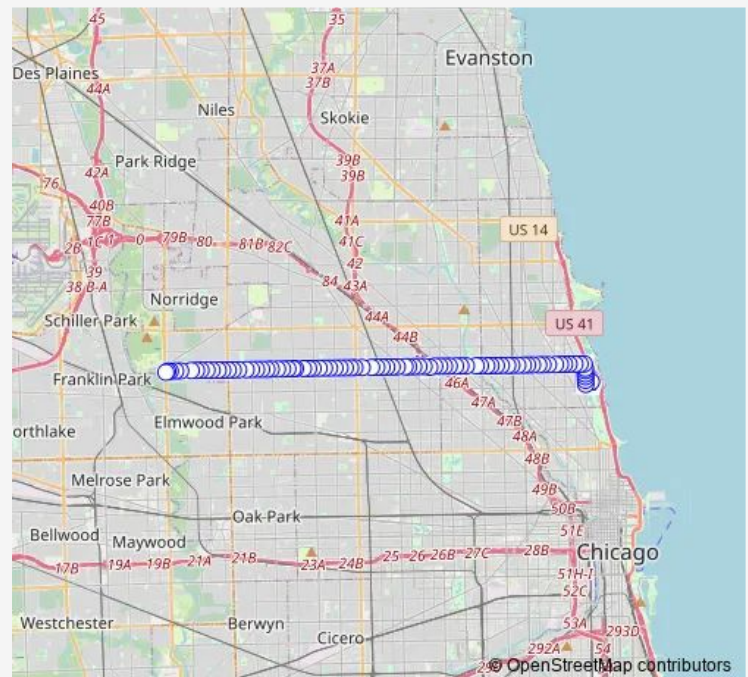 45
35
Evanston
Des Plaines
37A
37B
44A
Niles
Skokie
Park Ridge
39B
39B
42A
76
40B
77B
41A
US 14
2B
1C
1
0
79B
80
81B
82C
41C
42
39
38 B-A
84
43A
Norridge
44A
US 41
Schiller Park
44B
Franklin Park
46A
47A
Elmwood Park
47B
orthlake
48A
48B
Melrose Park
49B
50B
Oak Park
51E
Bellwood
Maywood
Chicago
17B
19A
19B
21A
21B
23A
24B
25
26
26B
27C
28B
51H-I
52C
Westchester
Berwyn
53A
293D
Cicero
292A
54
© OpenStreetMap contributors